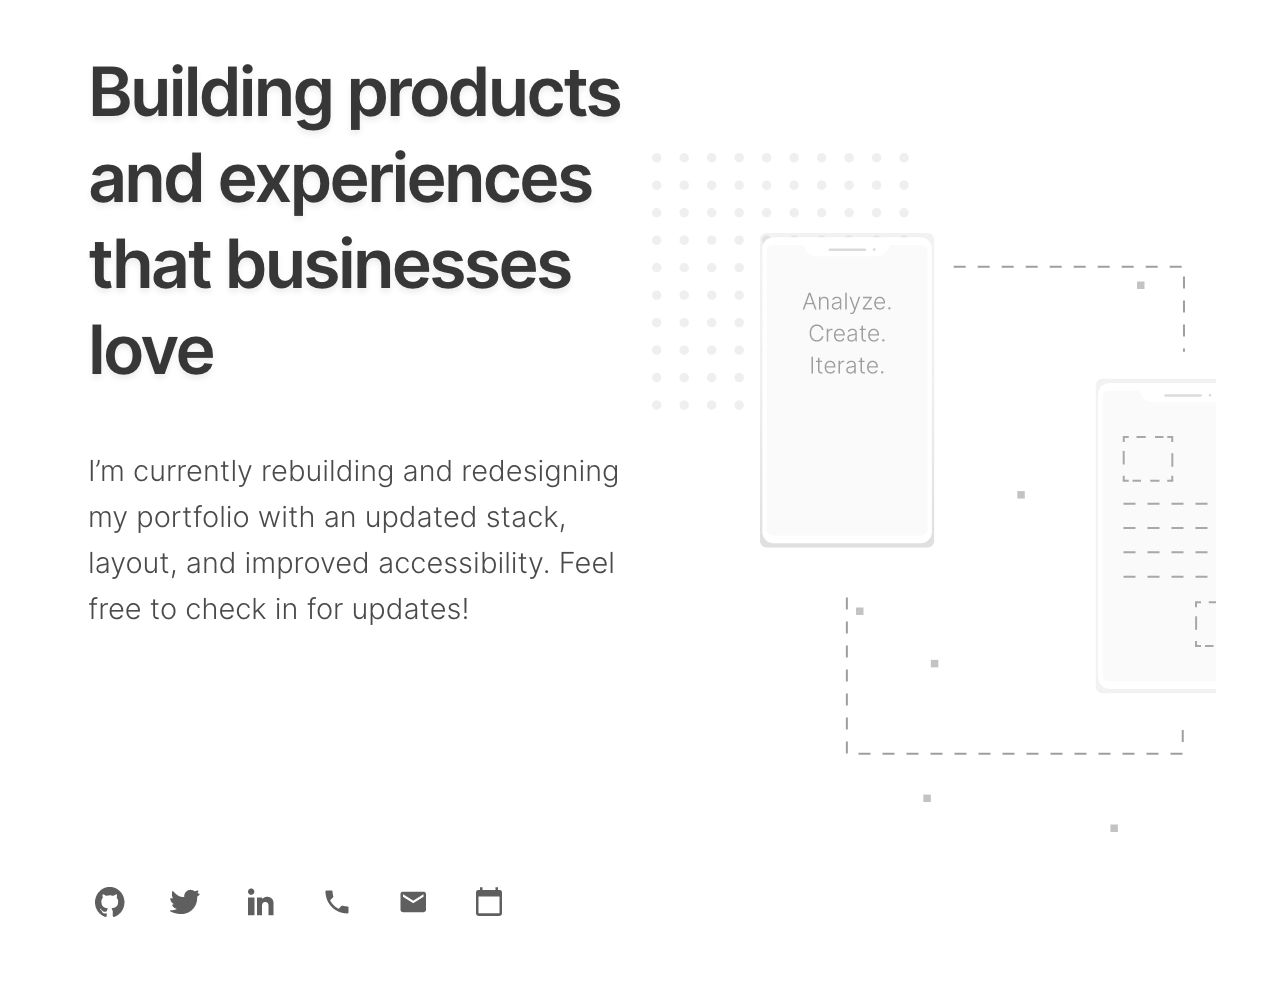 Building products
and experiences
that businesses
love
I’m currently rebuilding and redesigning
my portfolio with an updated stack,
layout, and improved accessibility. Feel
free to check in for updates!
Analyze.
Create.
Iterate.